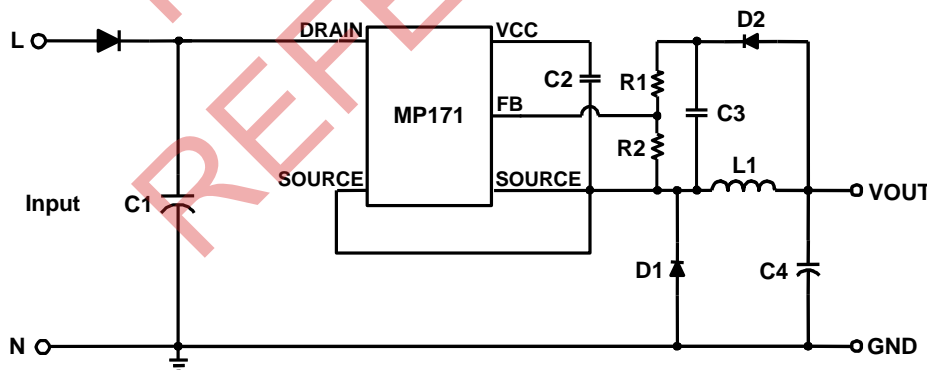 D2
L
DRAIN
VCC
C2
R1
C3
FB
MP171
R2
SOURCE
SOURCE
L1
Input
C1
VOUT
D1
C4
N
GND
REFE